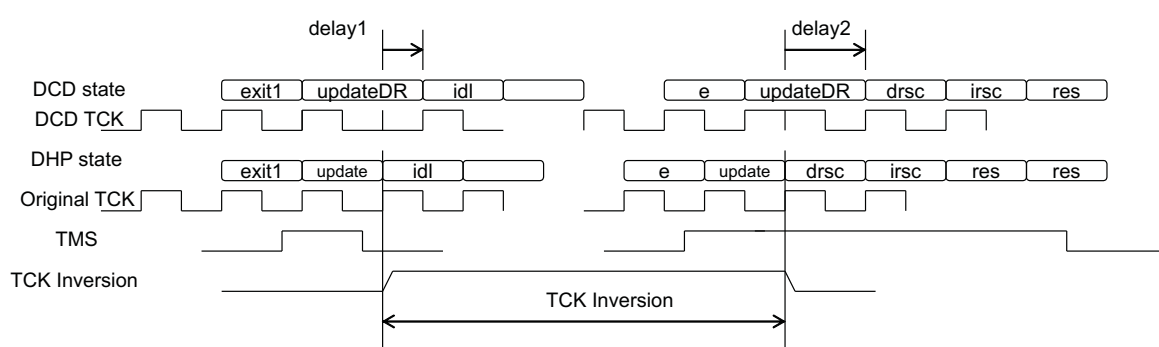 delay1 delay2
DCD state exit1 updateDR idl e updateDR drsc irsc res
DCD TCK
DHP state exit1 update idl e update drsc irsc res res
Original TCK
TMS
TCK Inversion
TCK Inversion